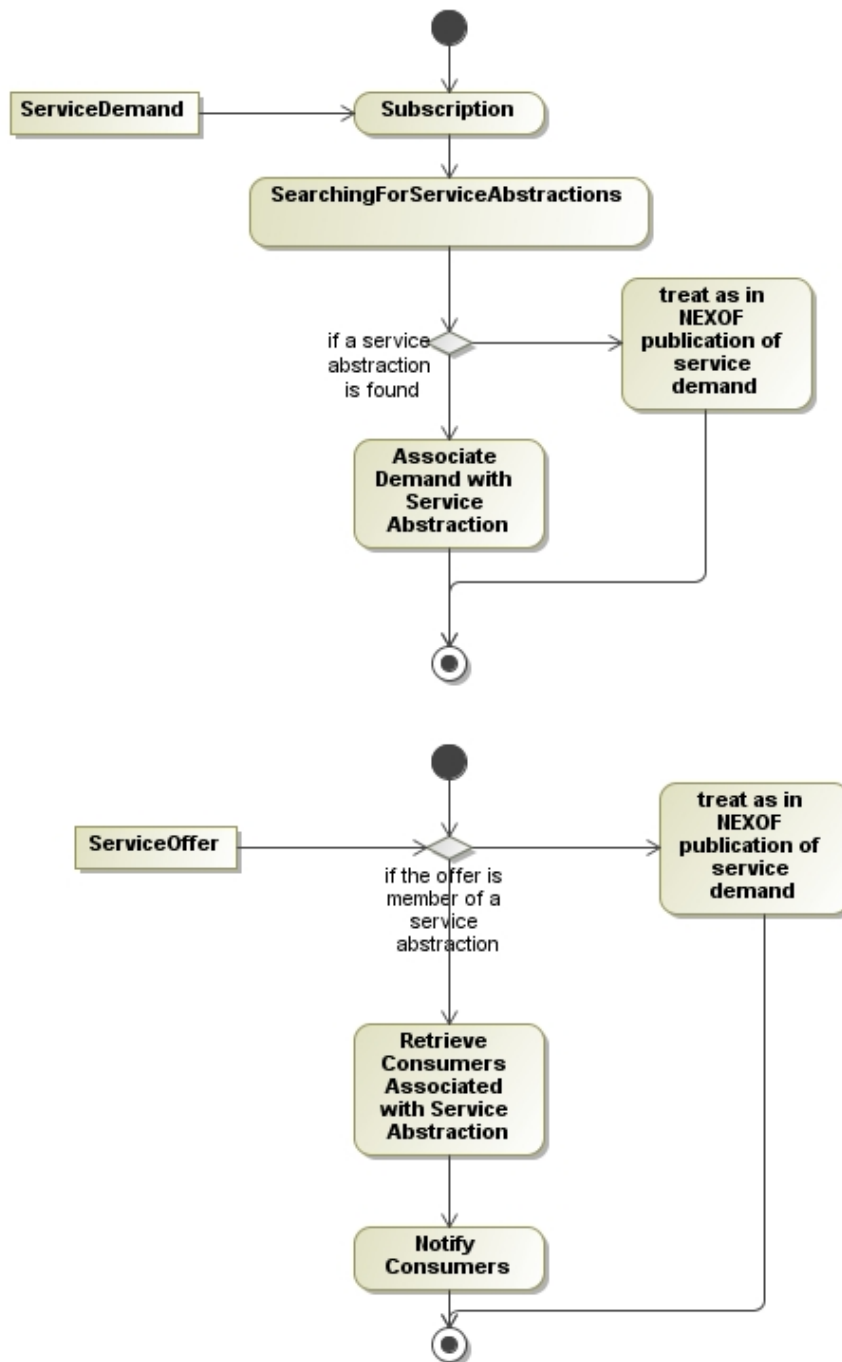 ServiceDemand
Subscription
SearchingForServiceAbstractions
if a service
abstraction
is found
treat as in
NEXOF
publication of
service
demand
Associate
Demand with
Service
Abstraction
ServiceOffer
if the offer is
member of a
service
abstraction
treat as in
NEXOF
publication of
service
demand
Retrieve
Consumers
Associated
with Service
Abstraction
Notify
Consumers